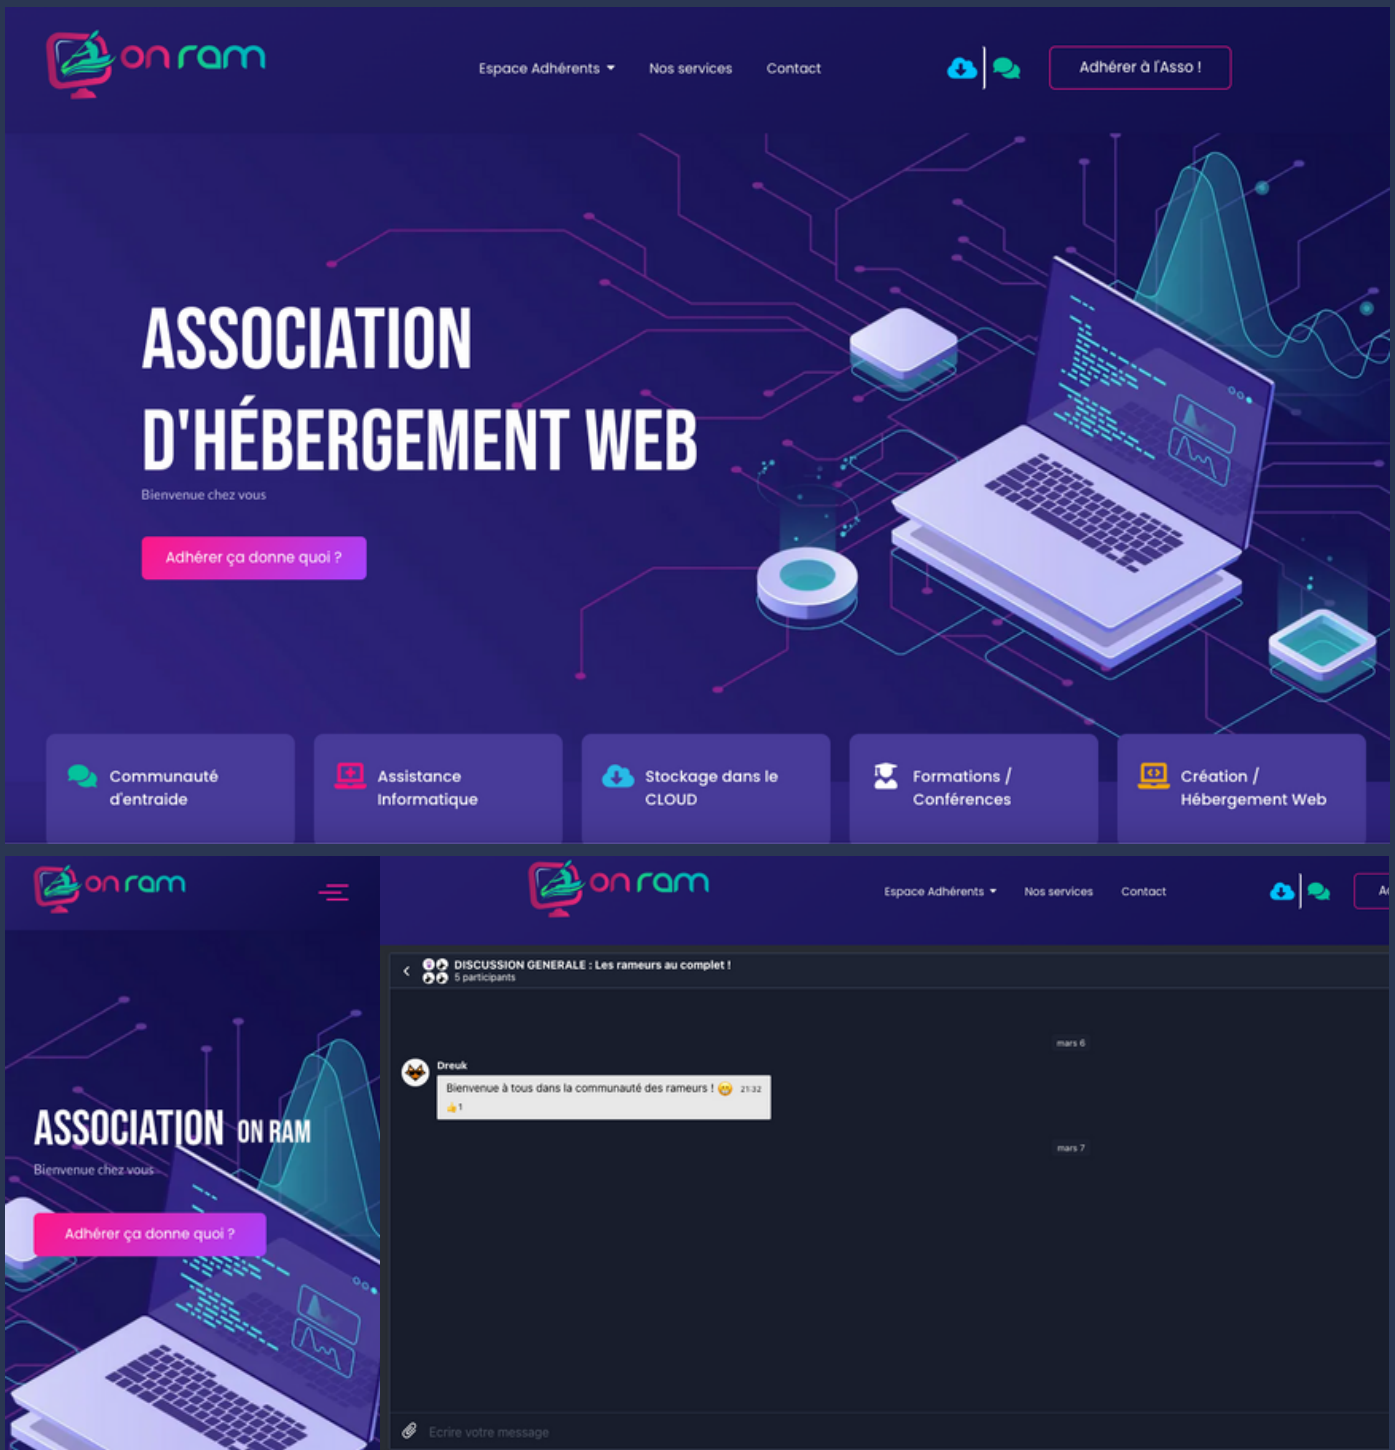 on ram
Espace Adhérents
Nos services
Contact
Adhérer à l'Asso !
ASSOCIATION
D'HÉBERGEMENT WEB
Bienvenue chez vous
Adhérer ça donne quoi ?
Communauté
d'entraide
Assistance
Informatique
Stockage dans le
CLOUD
Formations /
Conférences
Création /
Hébergement Web
on ram
ASSOCIATION ON RAM
Bienvenue chez vous
Adhérer ça donne quoi ?
on ram
Espace Adhérents
Nos services
Contact
DISCUSSION GENERALE : Les rameurs au complet !
5 participants
mars 6
Dreuk
Bienvenue à tous dans la communauté des rameurs ! 😁 21:32
👍 1
mars 7
Ecrire votre message